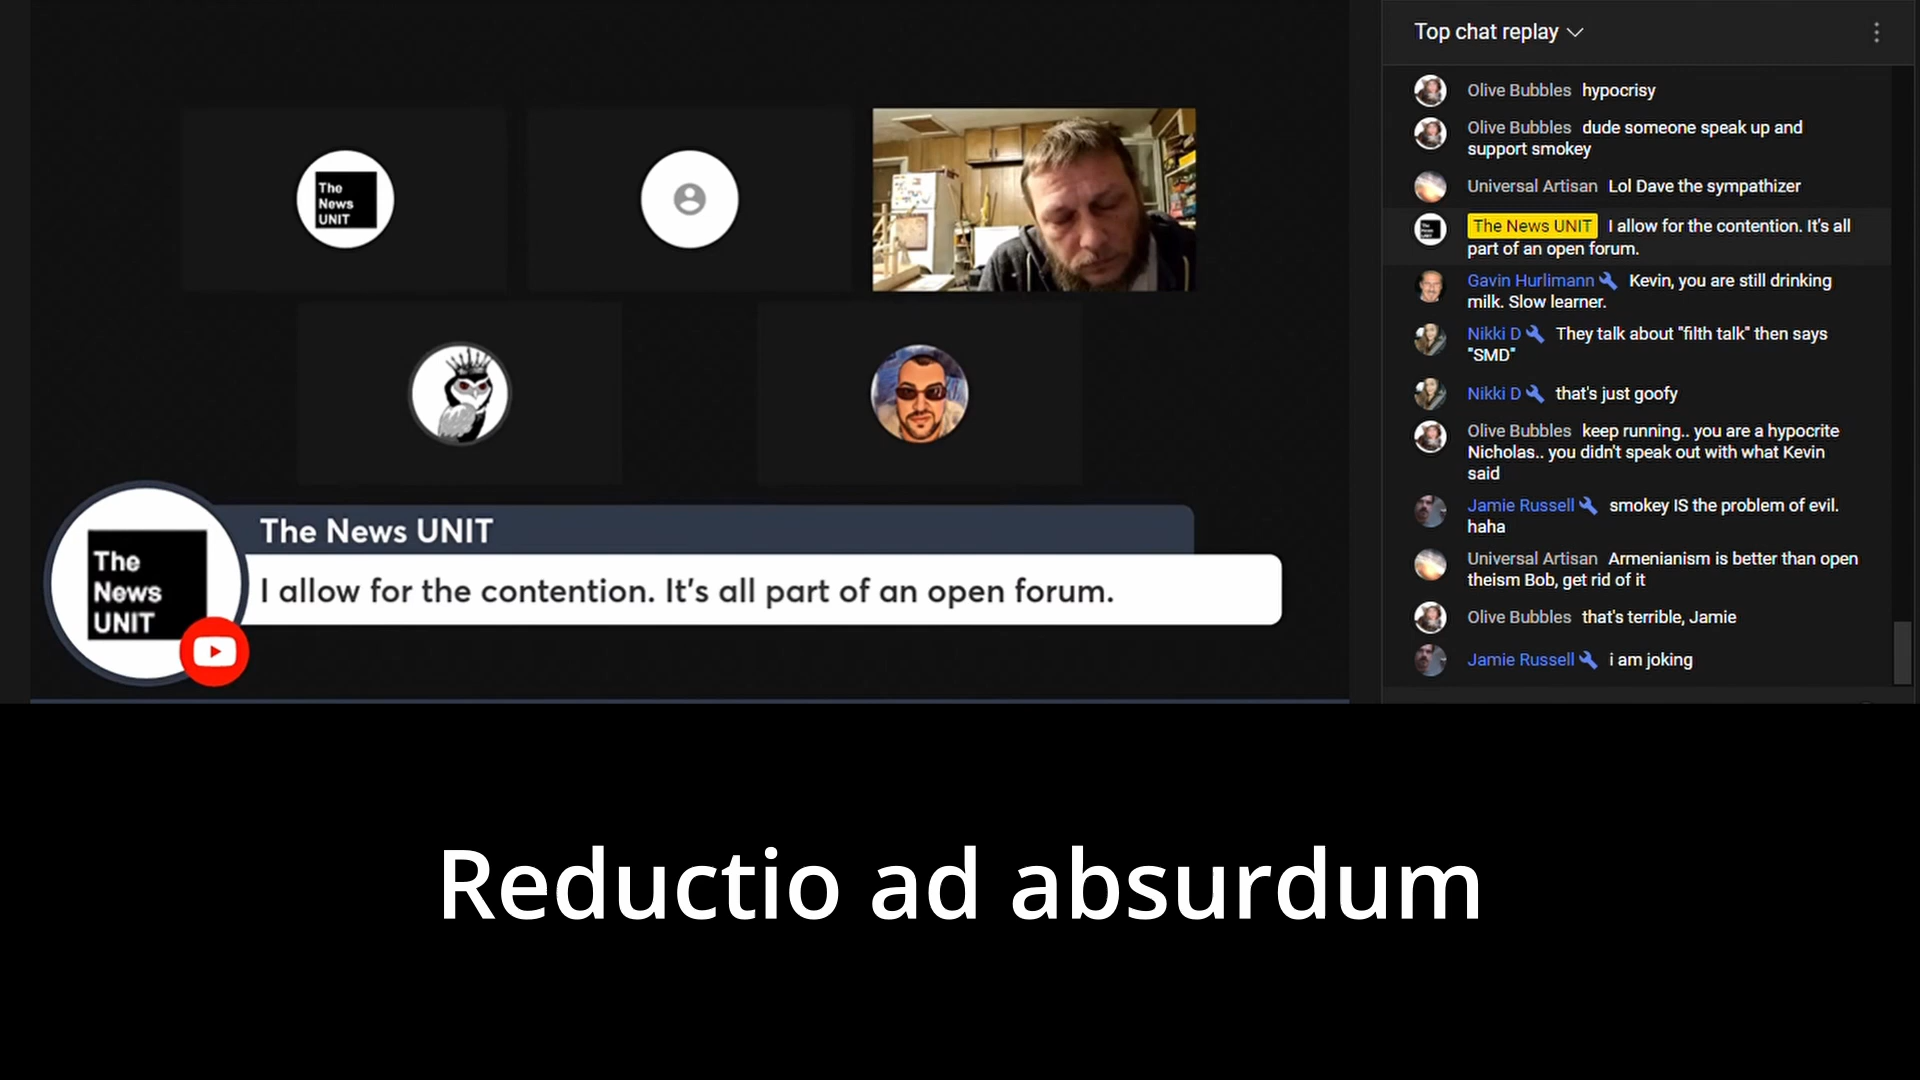 The
News
UNIT
The News UNIT
I allow for the contention. It's all part of an open forum.
The
News
UNIT
Top chat replay
Olive Bubbles hypocrisy
Olive Bubbles dude someone speak up and
support smokey
Universal Artisan Lol Dave the sympathizer
The News UNIT I allow for the contention. It's all
part of an open forum.
Gavin Hurlimann Kevin, you are still drinking
milk. Slow learner.
Nikki D They talk about "filth talk" then says
"SMD"
Nikki D that's just goofy
Olive Bubbles keep running.. you are a hypocrite
Nicholas.. you didn't speak out with what Kevin
said
Jamie Russell smokey IS the problem of evil.
haha
Universal Artisan Armenianism is better than open
theism Bob, get rid of it
Olive Bubbles that's terrible, Jamie
Jamie Russell i am joking
Reductio ad absurdum